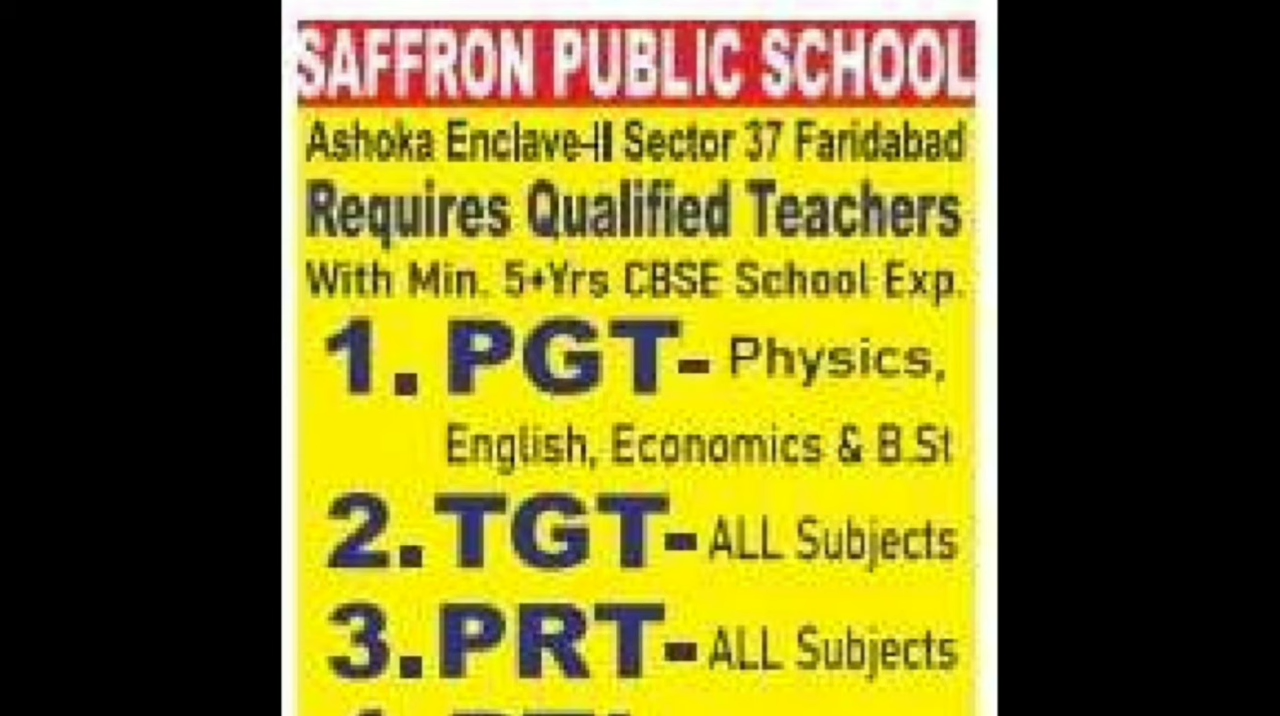 SAFFRON PUBLIC SCHOOL
Ashoka Enclave-II Sector 37 Faridabad
Requires Qualified Teachers
With Min. 5+Yrs CBSE School Exp.
1. PGT- Physics,
English, Economics & B.St
2. TGT- ALL Subjects
3. PRT- ALL Subjects